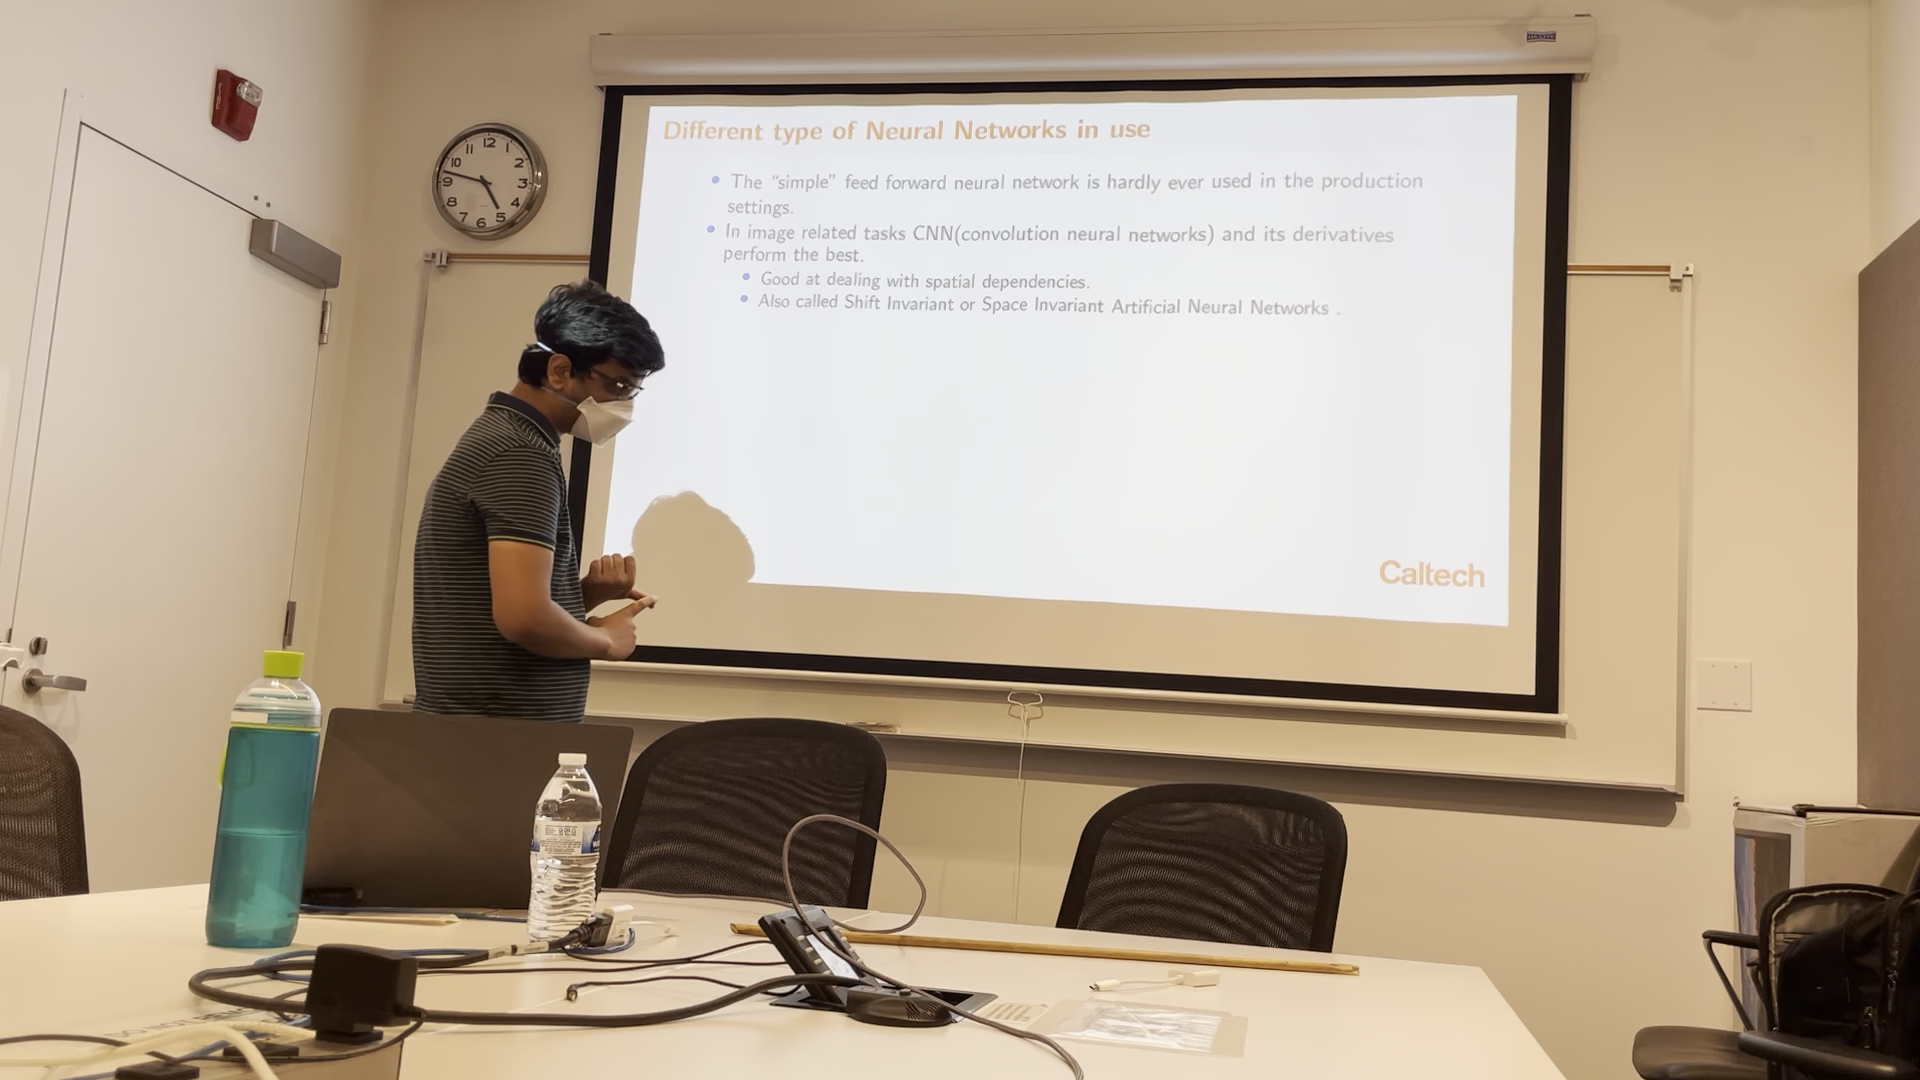 Different type of Neural Networks in use
The “simple” feed forward neural network is hardly ever used in the production
settings.
In image related tasks CNN(convolution neural networks) and its derivatives
perform the best.
Good at dealing with spatial dependencies.
Also called Shift Invariant or Space Invariant Artificial Neural Networks .
Caltech
12
1
2
3
4
5
6
7
8
9
10
11